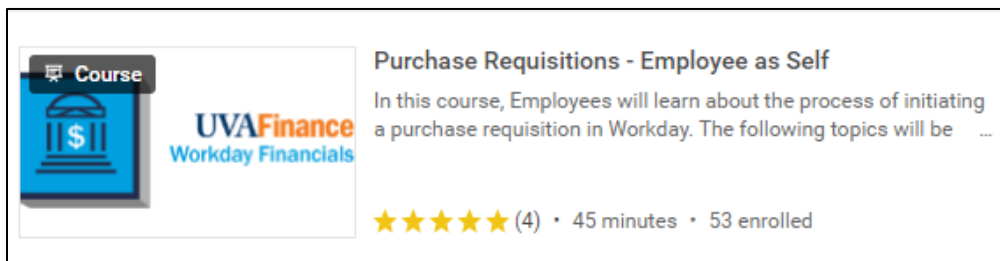 Course
$
UVAFinance
Workday Financials
Purchase Requisitions - Employee as Self
In this course, Employees will learn about the process of initiating
a purchase requisition in Workday. The following topics will be ...
(4) • 45 minutes • 53 enrolled